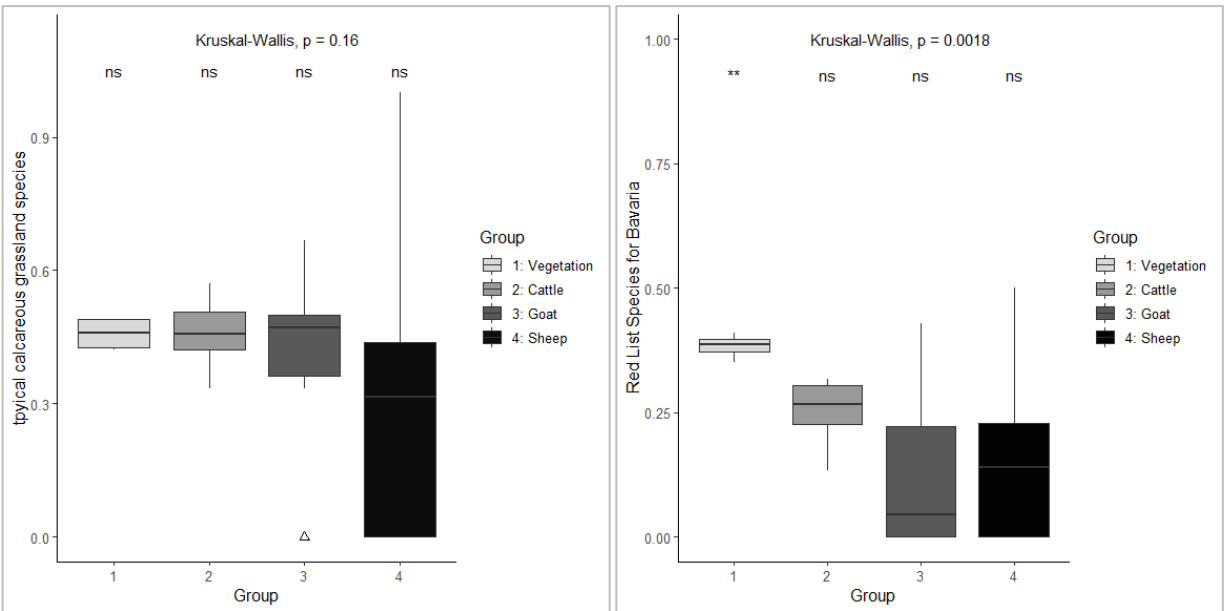 Kruskal-Wallis, p = 0.16
ns ns ns ns
tpyical calcareous grassland species
0.9
0.6
0.3
0.0
1 2 3 4
Group
Group
1: Vegetation
2: Cattle
3: Goat
4: Sheep
Kruskal-Wallis, p = 0.0018
** ns ns ns
Red List Species for Bavaria
1.00
0.75
0.50
0.25
0.00
1 2 3 4
Group
Group
1: Vegetation
2: Cattle
3: Goat
4: Sheep